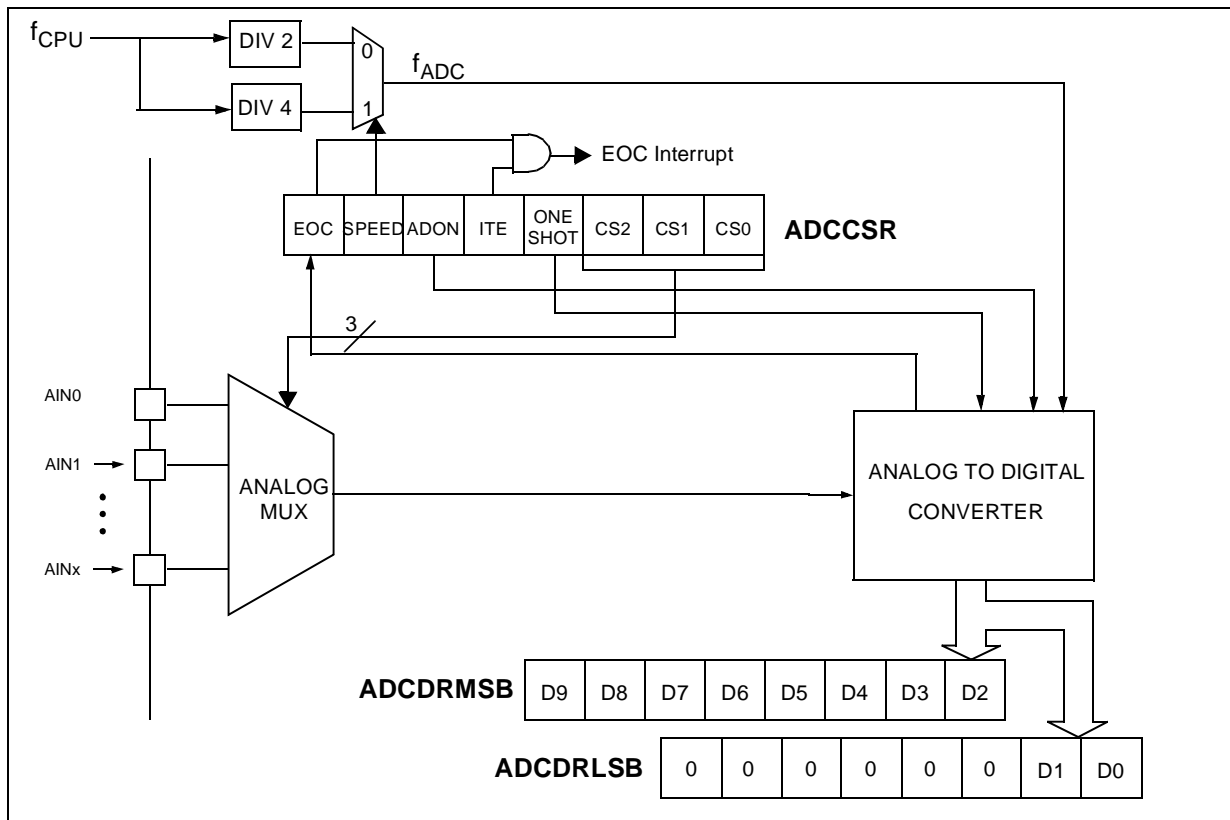 fCPU
DIV 2
0
fADC
DIV 4
1
EOC Interrupt
EOC SPEED ADON ITE ONE SHOT CS2 CS1 CS0 ADCCSR
3
AIN0
AIN1
ANALOG MUX
AINx
ANALOG TO DIGITAL
CONVERTER
ADCDRMSB D9 D8 D7 D6 D5 D4 D3 D2
ADCDRLSB 0 0 0 0 0 0 D1 D0